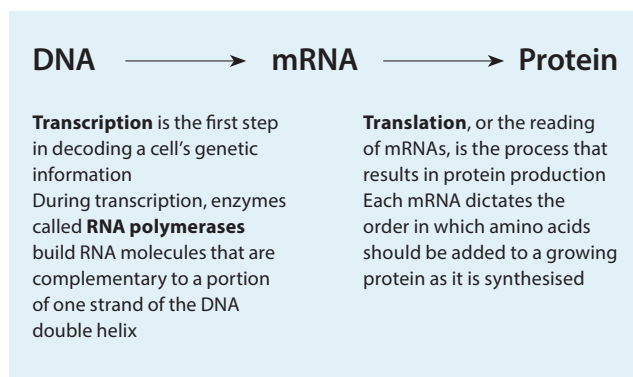 DNA mRNA Protein
Transcription is the first step
in decoding a cell's genetic
information
During transcription, enzymes
called RNA polymerases
build RNA molecules that are
complementary to a portion
of one strand of the DNA
double helix
Translation, or the reading
of mRNAs, is the process that
results in protein production
Each mRNA dictates the
order in which amino acids
should be added to a growing
protein as it is synthesised